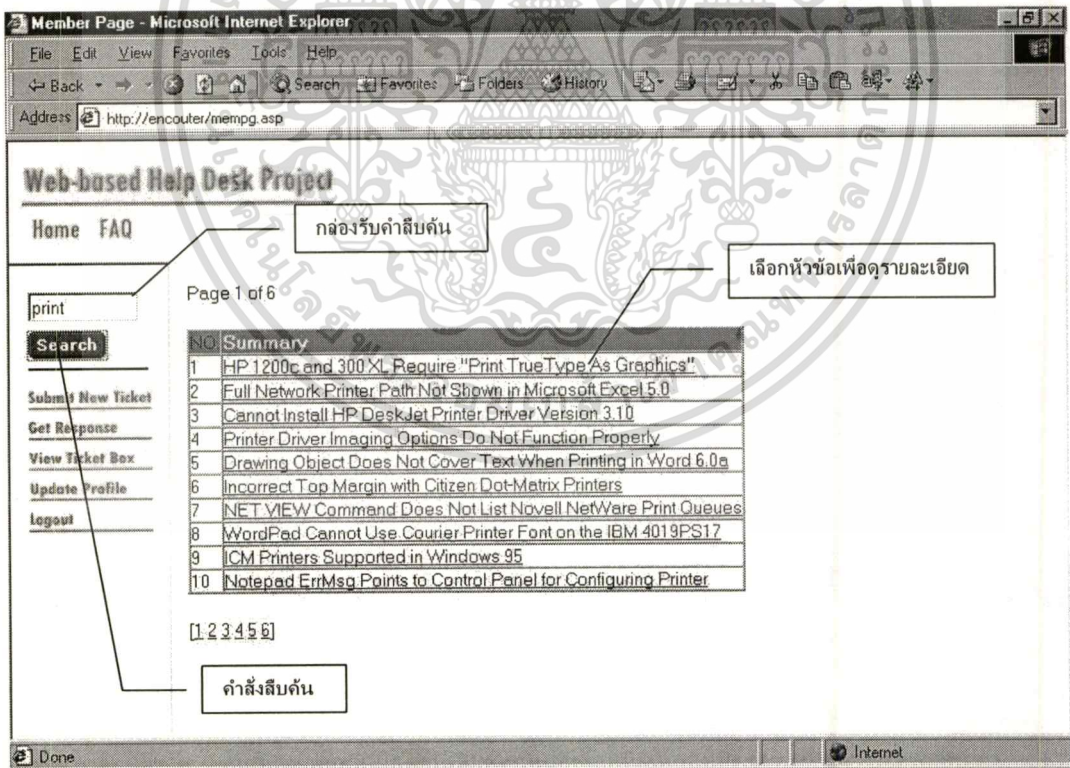 Member Page - Microsoft Internet Explorer
File Edit View Favorites Tools Help
Back Search Favorites Folders History
Address http://encouter/mempg.asp
Web-based Help Desk Project
Home FAQ
กล่องรับคำสืบค้น
เลือกหัวข้อเพื่อดูรายละเอียด
print
Search
Submit New Ticket
Get Response
View Ticket Box
Update Profile
Logout
Page 1 of 6
NO. Summary
1 HP 1200c and 300 XL Require "Print TrueType As Graphics"
2 Full Network Printer Path Not Shown in Microsoft Excel 5.0
3 Cannot Install HP DeskJet Printer Driver Version 3.10
4 Printer Driver Imaging Options Do Not Function Properly
5 Drawing Object Does Not Cover Text When Printing in Word 6.0a
6 Incorrect Top Margin with Citizen Dot-Matrix Printers
7 NET VIEW Command Does Not List Novell NetWare Print Queues
8 WordPad Cannot Use Courier Printer Font on the IBM 4019PS17
9 ICM Printers Supported in Windows 95
10 Notepad ErrMsg Points to Control Panel for Configuring Printer
[1 2 3 4 5 6]
คำสั่งสืบค้น
Done
Internet